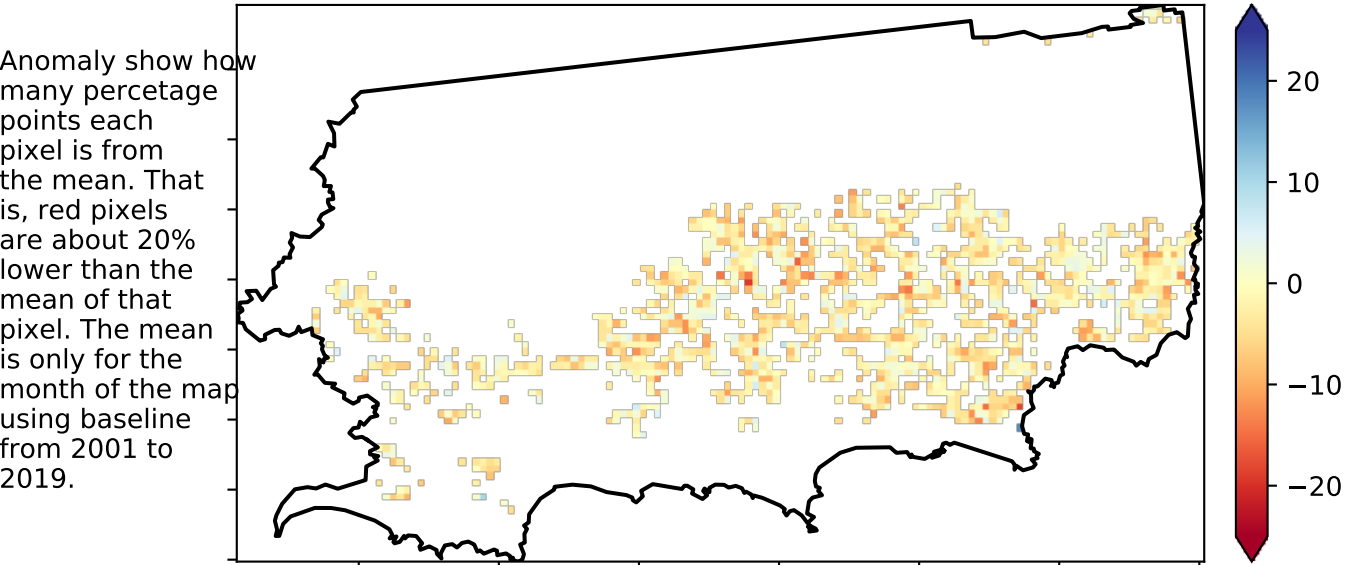 Anomaly show how
many percetage
points each
pixel is from
the mean. That
is, red pixels
are about 20%
lower than the
mean of that
pixel. The mean
is only for the
month of the map
using baseline
from 2001 to
2019.
20
10
0
−10
−20